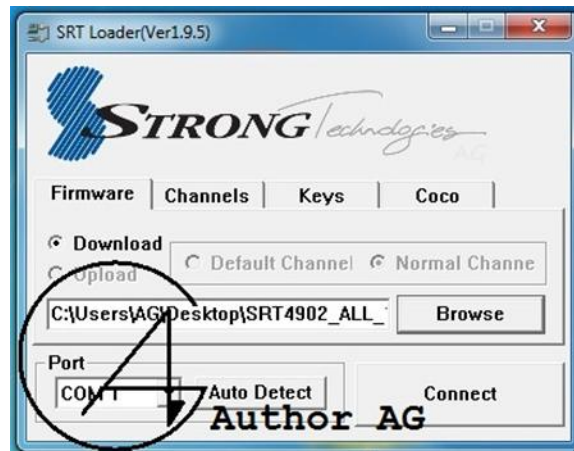 SRT Loader(Ver1.9.5)
STRONG Technologies
AG
Firmware Channels Keys Coco
Download
Upload
Default Channel Normal Channe
C:\Users\AG\Desktop\SRT4902_ALL_
Browse
Port
COM1
Auto Detect
Connect
Author AG